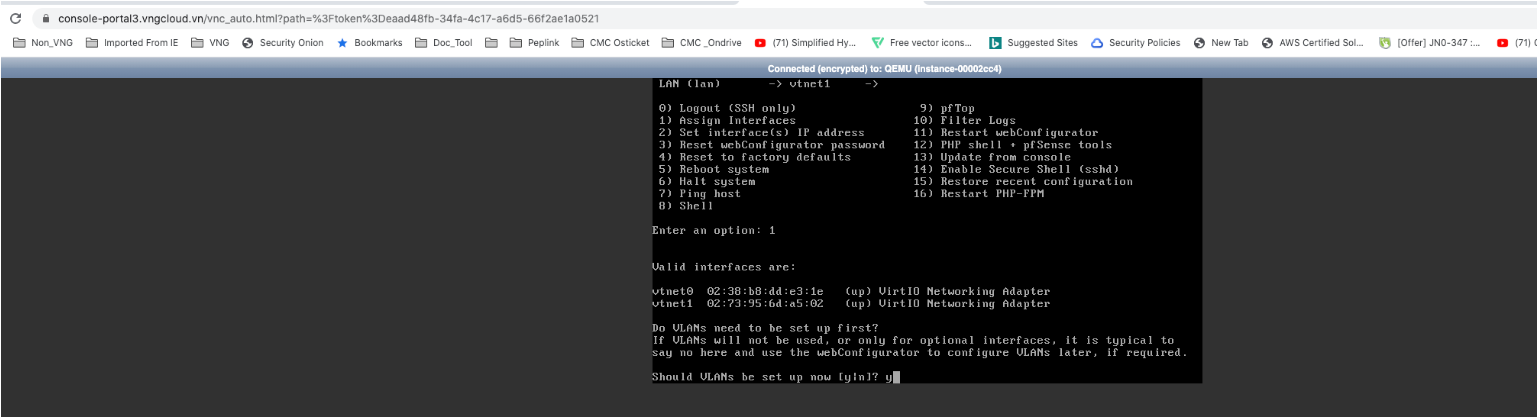 console-portal3.vngcloud.vn/vnc_auto.html?path=%3Ftoken%3Deaad48fb-34fa-4c17-a6d5-66f2ae1a0521
Non_VNG Imported From IE VNG Security Onion Bookmarks Doc_Tool Peplink CMC Osticket CMC _Ondrive (71) Simplified Hy... Free vector icons... Suggested Sites Security Policies New Tab AWS Certified Sol... [Offer] JN0-347 :... (71)
Connected (encrypted) to: QEMU (instance-00002cc4)
LAN (lan) -> vtnet1 ->
0) Logout (SSH only) 9) pfTop
1) Assign Interfaces 10) Filter Logs
2) Set interface(s) IP address 11) Restart webConfigurator
3) Reset webConfigurator password 12) PHP shell + pfSense tools
4) Reset to factory defaults 13) Update from console
5) Reboot system 14) Enable Secure Shell (sshd)
6) Halt system 15) Restore recent configuration
7) Ping host 16) Restart PHP-FPM
8) Shell
Enter an option: 1
Valid interfaces are:
vtnet0 02:38:b8:dd:e3:1e (up) VirtIO Networking Adapter
vtnet1 02:73:95:6d:a5:02 (up) VirtIO Networking Adapter
Do VLANs need to be set up first?
If VLANs will not be used, or only for optional interfaces, it is typical to
say no here and use the webConfigurator to configure VLANs later, if required.
Should VLANs be set up now [y|n]? y